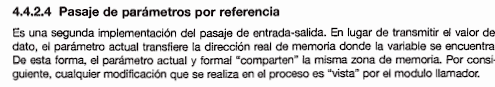 4.4.2.4 Pasaje de parámetros por referencia
Es una segunda implementación del pasaje de entrada-salida. En lugar de transmitir el valor de
dato, el parámetro actual transfiere la dirección real de memoria donde la variable se encuentra
De esta forma, el parámetro actual y formal "comparten" la misma zona de memoria. Por consi-
guiente, cualquier modificación que se realiza en el proceso es "vista" por el modulo llamador.